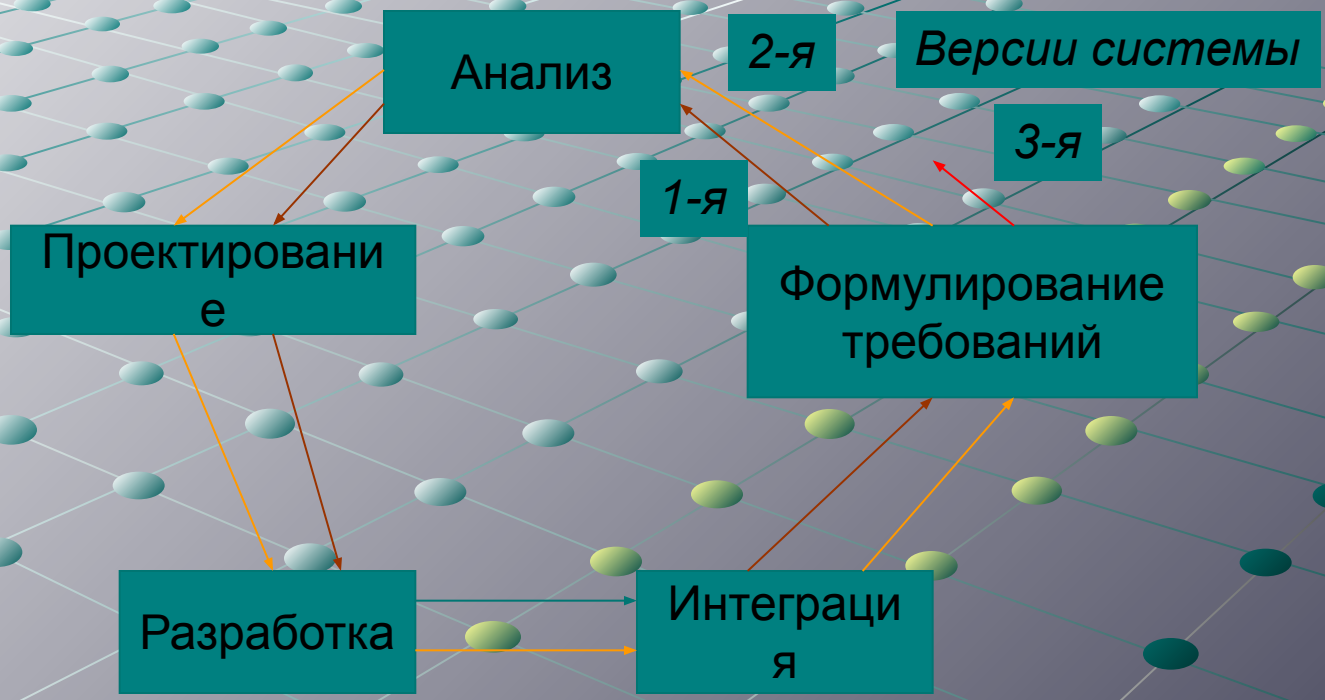 Анализ
2-я
Версии системы
3-я
1-я
Проектировани
е
Формулирование
требований
Разработка
Интеграци
я